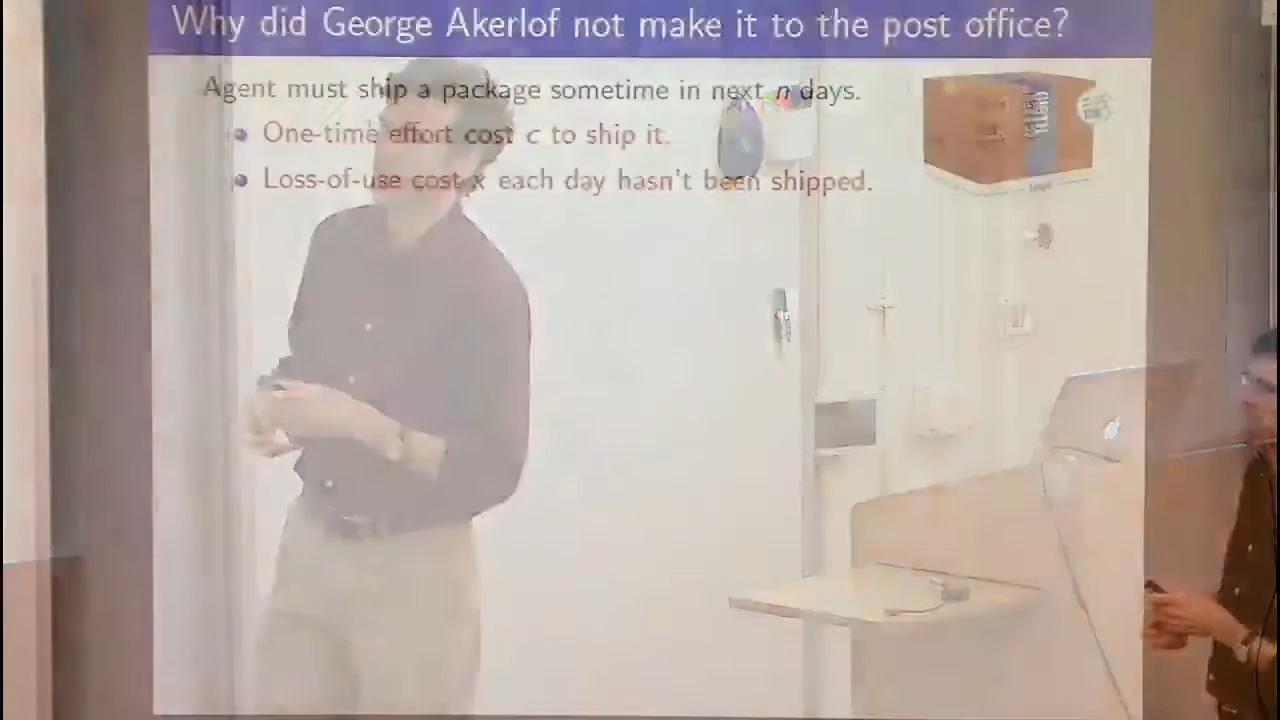 Why did George Akerlof not make it to the post office?
Agent must ship a package sometime in next n days.
One-time effort cost c to ship it.
Loss-of-use cost x each day hasn't been shipped.